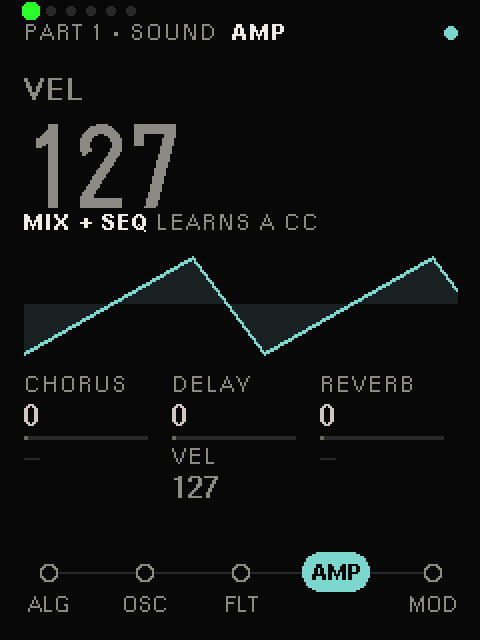 PART 1 · SOUND AMP
VEL
127
MIX + SEQ LEARNS A CC
CHORUS DELAY REVERB
0 0 0
— VEL —
127
AMP
ALG OSC FLT MOD